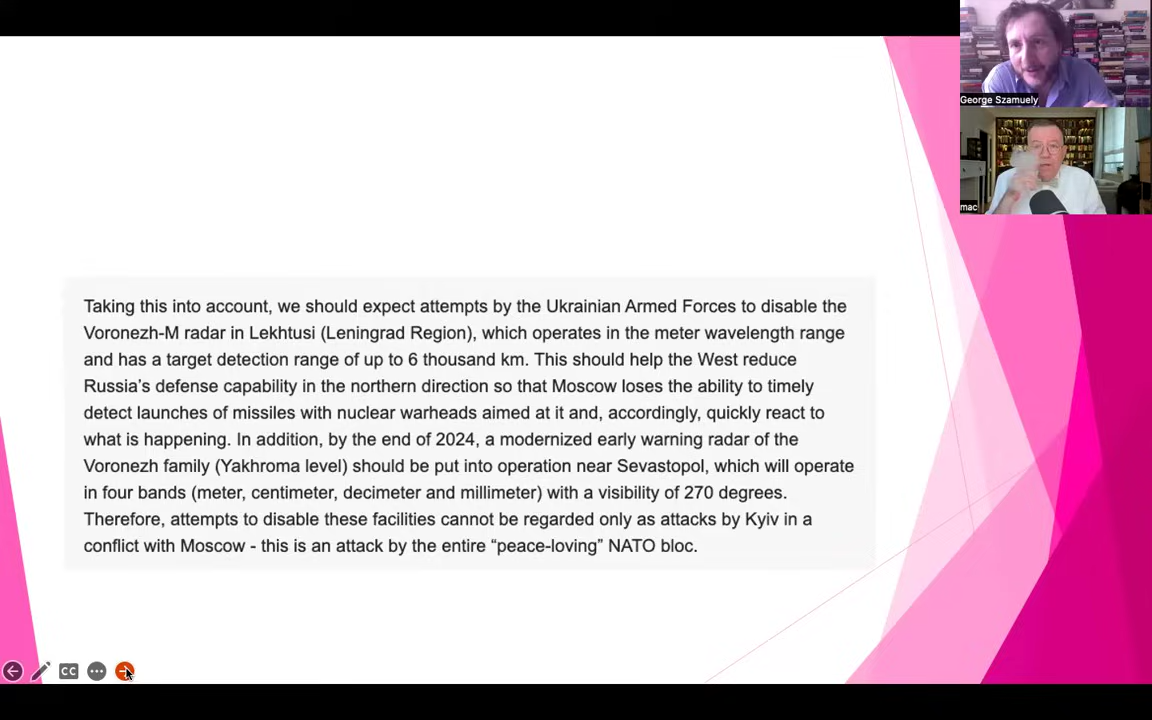 George Szamuely
mac
Taking this into account, we should expect attempts by the Ukrainian Armed Forces to disable the
Voronezh-M radar in Lekhtusi (Leningrad Region), which operates in the meter wavelength range
and has a target detection range of up to 6 thousand km. This should help the West reduce
Russia’s defense capability in the northern direction so that Moscow loses the ability to timely
detect launches of missiles with nuclear warheads aimed at it and, accordingly, quickly react to
what is happening. In addition, by the end of 2024, a modernized early warning radar of the
Voronezh family (Yakhroma level) should be put into operation near Sevastopol, which will operate
in four bands (meter, centimeter, decimeter and millimeter) with a visibility of 270 degrees.
Therefore, attempts to disable these facilities cannot be regarded only as attacks by Kyiv in a
conflict with Moscow - this is an attack by the entire “peace-loving” NATO bloc.
CC